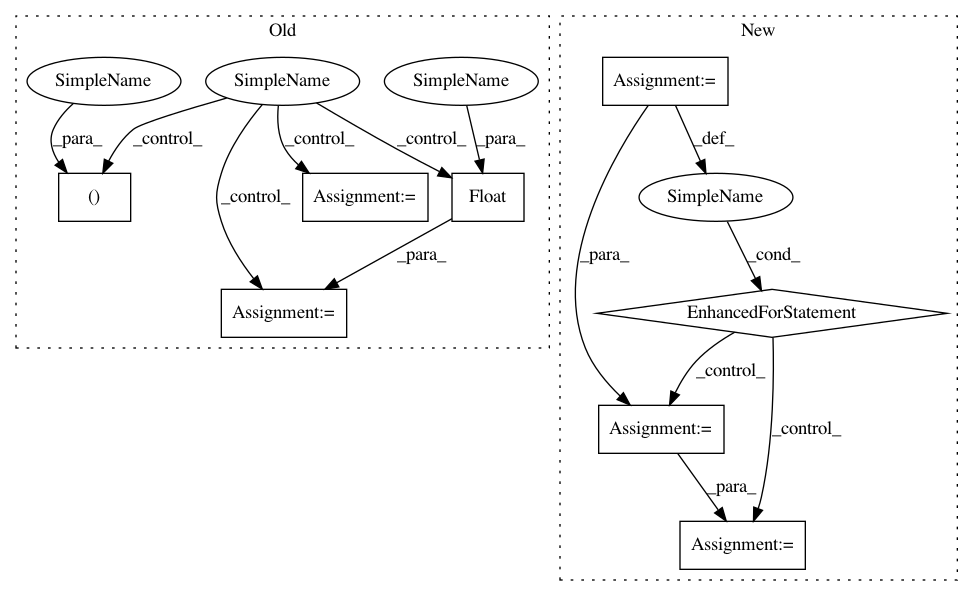 Old
New
SimpleName
SimpleName
SimpleName
Assignment:=
_para_
_control_
_control_
_control_
_para_
_def_
()
_control_
Assignment:=
Float
SimpleName
_para_
_para_
_cond_
Assignment:=
EnhancedForStatement
_control_
Assignment:=
_control_
_para_
Assignment:=